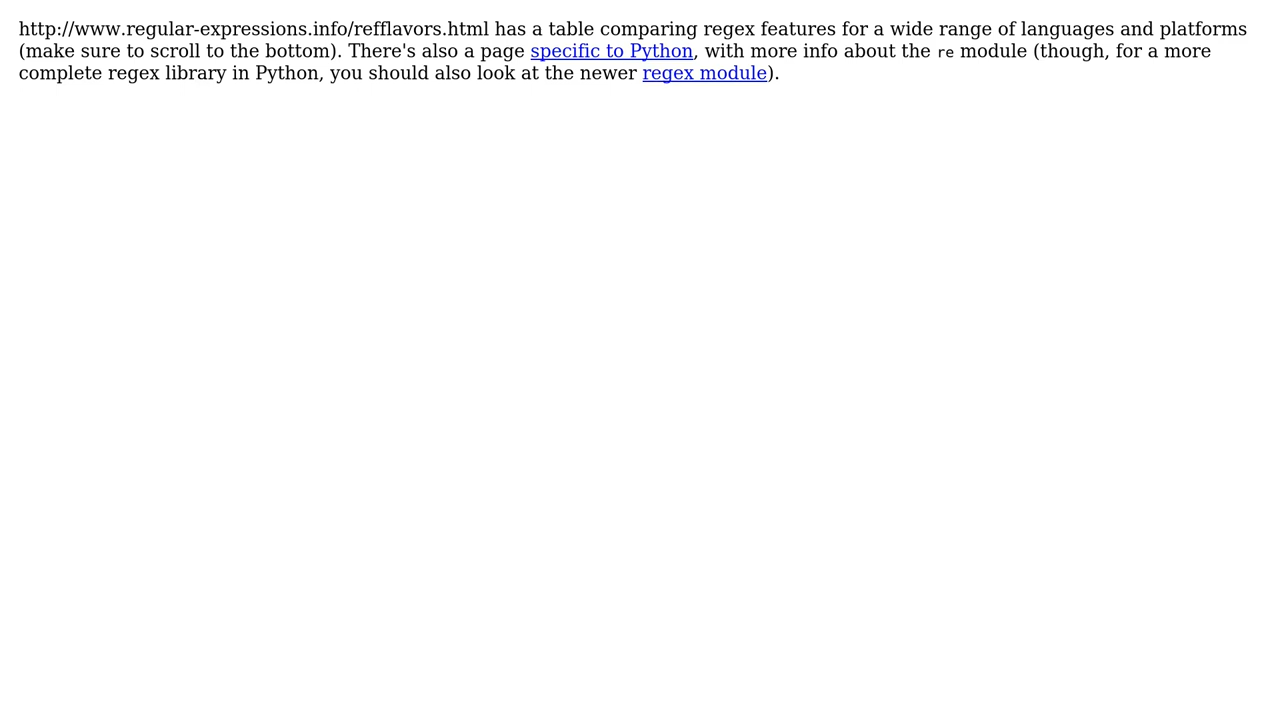 http://www.regular-expressions.info/refflavors.html has a table comparing regex features for a wide range of languages and platforms
(make sure to scroll to the bottom). There's also a page specific to Python, with more info about the re module (though, for a more
complete regex library in Python, you should also look at the newer regex module).